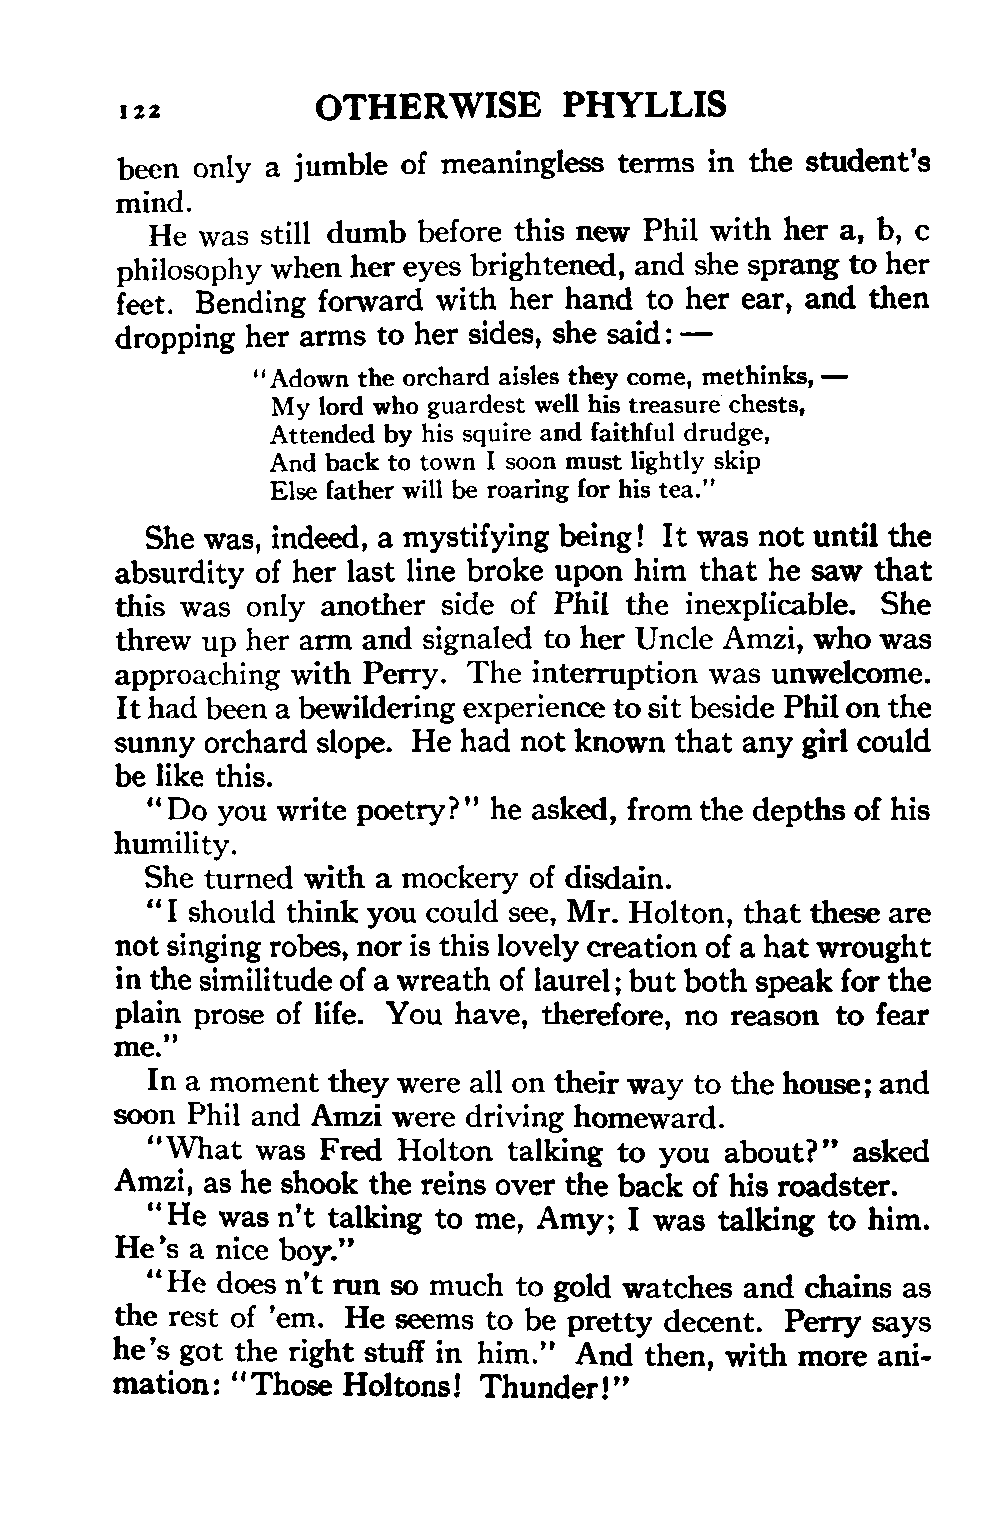 122 OTHERWISE PHYLLIS
been only a jumble of meaningless terms in the student's
mind.
He was still dumb before this new Phil with her a, b, c
philosophy when her eyes brightened, and she sprang to her
feet. Bending forward with her hand to her ear, and then
dropping her arms to her sides, she said: —
"Adown the orchard aisles they come, methinks, —
My lord who guardest well his treasure chests,
Attended by his squire and faithful drudge,
And back to town I soon must lightly skip
Else father will be roaring for his tea."
She was, indeed, a mystifying being! It was not until the
absurdity of her last line broke upon him that he saw that
this was only another side of Phil the inexplicable. She
threw up her arm and signaled to her Uncle Amzi, who was
approaching with Perry. The interruption was unwelcome.
It had been a bewildering experience to sit beside Phil on the
sunny orchard slope. He had not known that any girl could
be like this.
"Do you write poetry?" he asked, from the depths of his
humility.
She turned with a mockery of disdain.
"I should think you could see, Mr. Holton, that these are
not singing robes, nor is this lovely creation of a hat wrought
in the similitude of a wreath of laurel; but both speak for the
plain prose of life. You have, therefore, no reason to fear
me."
In a moment they were all on their way to the house; and
soon Phil and Amzi were driving homeward.
"What was Fred Holton talking to you about?" asked
Amzi, as he shook the reins over the back of his roadster.
"He was n't talking to me, Amy; I was talking to him.
He's a nice boy."
"He does n't run so much to gold watches and chains as
the rest of 'em. He seems to be pretty decent. Perry says
he's got the right stuff in him." And then, with more ani-
mation: "Those Holtons! Thunder!"